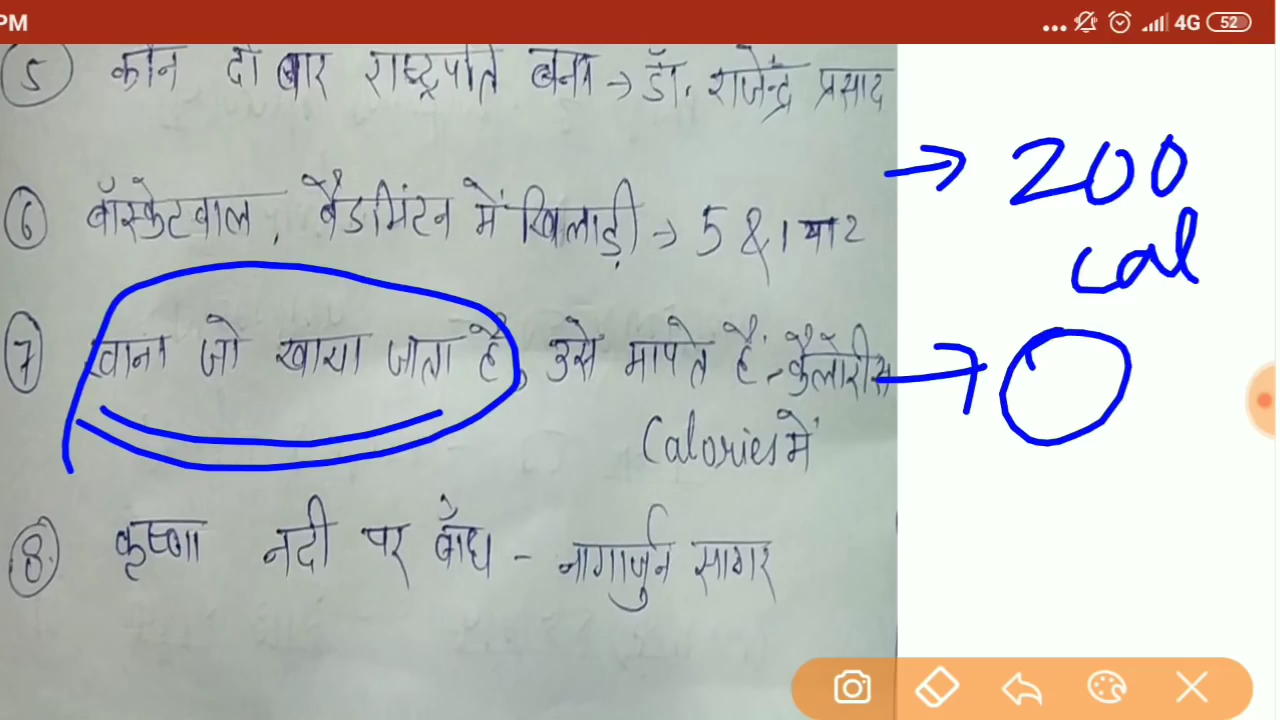 PM ... 4G 52
⑤ कौन दो बार राष्ट्रपति बना → डॉ. राजेन्द्र प्रसाद
→ 200
cal
⑥ बॉस्केटबाल, बैडमिंटन में खिलाड़ी → 5 & 1 या 2
⑦ खाना जो खाया जाता है, उसे मापते हैं - कैलोरीस
Calories में
⑧ कृष्णा नदी पर बाँध - नागार्जुन सागर